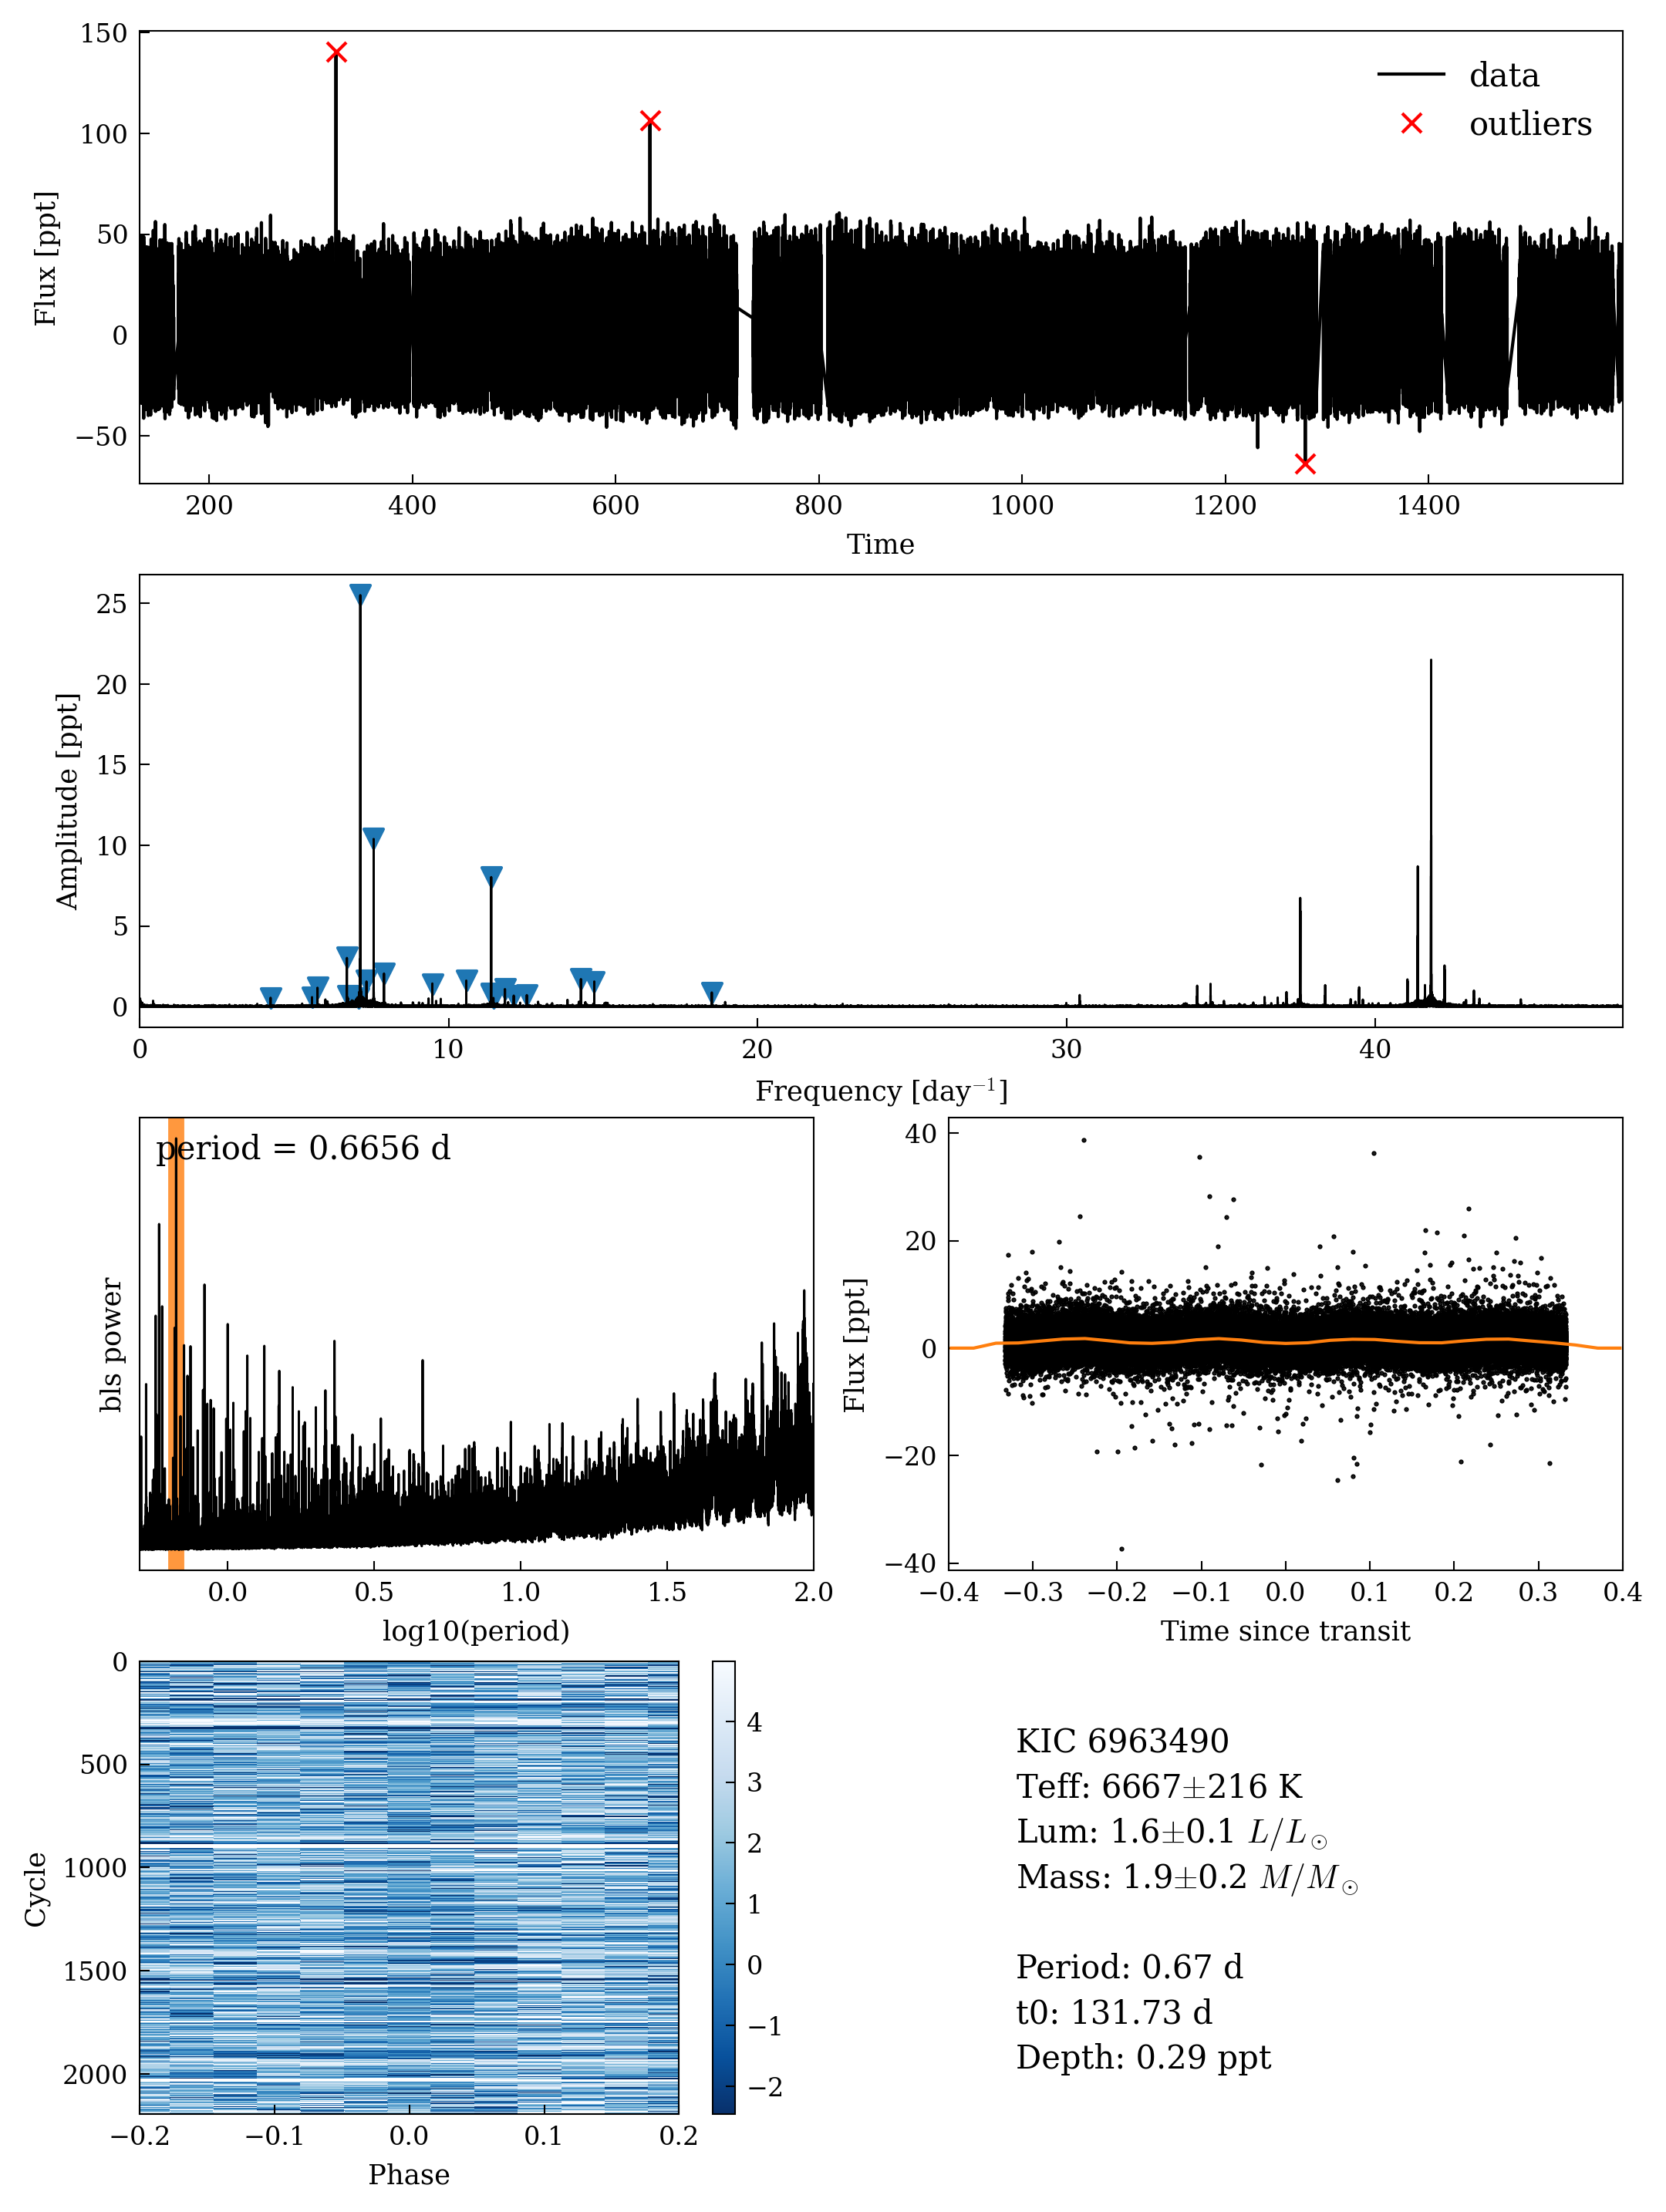 150
100
50
0
−50
Flux [ppt]
data
outliers
200 400 600 800 1000 1200 1400
Time
25
20
15
10
5
0
Amplitude [ppt]
0 10 20 30 40
Frequency [day⁻¹]
period = 0.6656 d
bls power
0.0 0.5 1.0 1.5 2.0
log10(period)
40
20
0
−20
−40
Flux [ppt]
−0.4 −0.3 −0.2 −0.1 0.0 0.1 0.2 0.3 0.4
Time since transit
0
500
1000
1500
2000
Cycle
−0.2 −0.1 0.0 0.1 0.2
Phase
4
3
2
1
0
−1
−2
KIC 6963490
Teff: 6667±216 K
Lum: 1.6±0.1 L/L⊙
Mass: 1.9±0.2 M/M⊙
Period: 0.67 d
t0: 131.73 d
Depth: 0.29 ppt